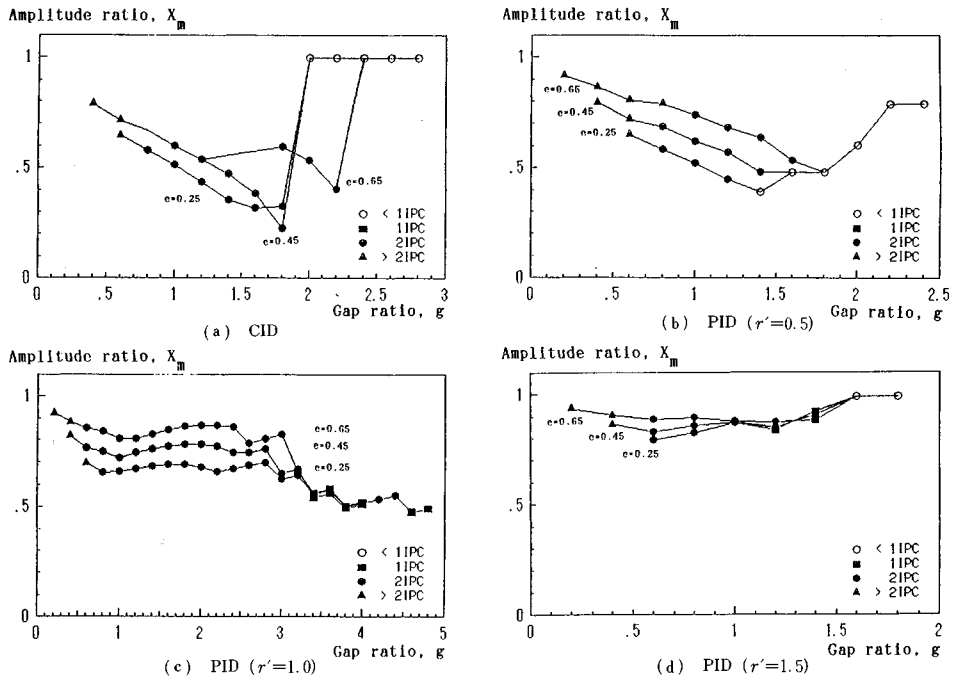 Amplitude ratio, Xm
1
.5
0
e=0.25
e=0.45
e=0.65
○ < 1IPC
■ 1IPC
● 2IPC
▲ > 2IPC
0 .5 1 1.5 2 2.5 3
Gap ratio, g
(a) CID
Amplitude ratio, Xm
1
e=0.65
e=0.45
e=0.25
.5
0
○ < 1IPC
■ 1IPC
● 2IPC
▲ > 2IPC
0 .5 1 1.5 2 2.5
Gap ratio, g
(b) PID (r′=0.5)
Amplitude ratio, Xm
1
e=0.65
e=0.45
e=0.25
.5
0
○ < 1IPC
■ 1IPC
● 2IPC
▲ > 2IPC
0 1 2 3 4 5
Gap ratio, g
(c) PID (r′=1.0)
Amplitude ratio, Xm
1
e=0.65
e=0.45
e=0.25
.5
0
○ < 1IPC
■ 1IPC
● 2IPC
▲ > 2IPC
0 .5 1 1.5 2
Gap ratio, g
(d) PID (r′=1.5)